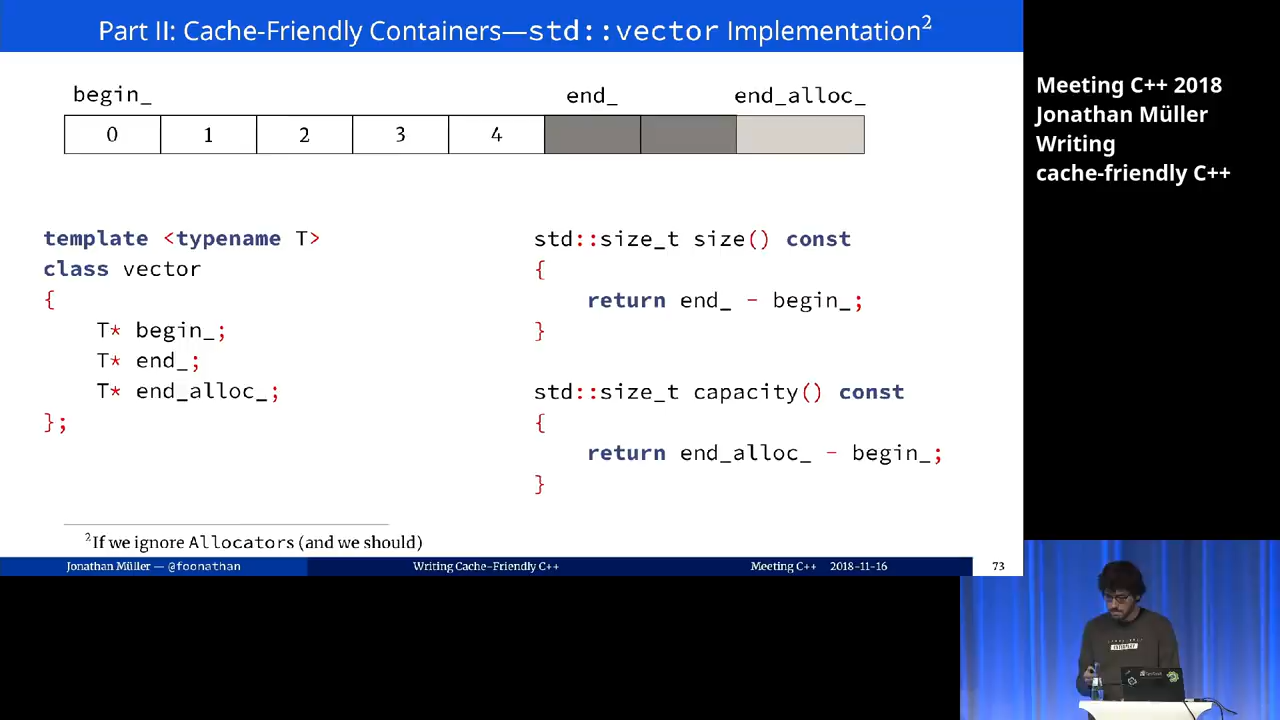 Part II: Cache-Friendly Containers—std::vector Implementation²
begin_
end_
end_alloc_
0 1 2 3 4
template <typename T>
class vector
{
T* begin_;
T* end_;
T* end_alloc_;
};
std::size_t size() const
{
return end_ - begin_;
}
std::size_t capacity() const
{
return end_alloc_ - begin_;
}
²If we ignore Allocators (and we should)
Jonathan Müller — @foonathan
Writing Cache-Friendly C++
Meeting C++ 2018-11-16
73
Meeting C++ 2018
Jonathan Müller
Writing
cache-friendly C++